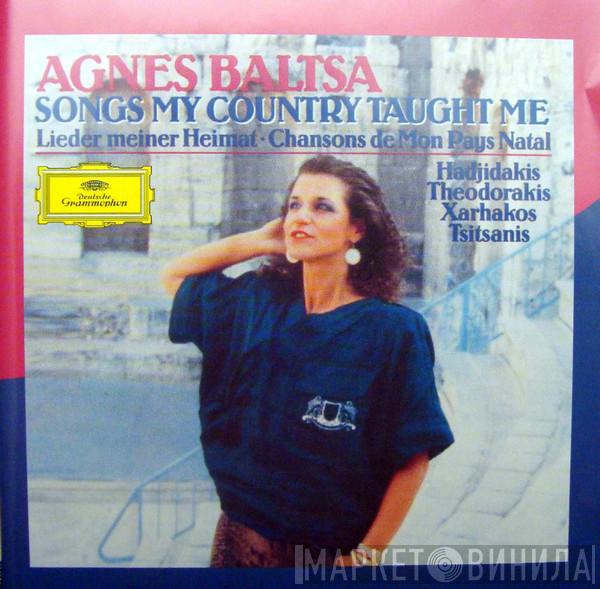 AGNES BALTSA
SONGS MY COUNTRY TAUGHT ME
Lieder meiner Heimat · Chansons de Mon Pays Natal
Deutsche
Grammophon
Hadjidakis
Theodorakis
Xarhakos
Tsitsanis
МАРКЕТ ВИНИЛА